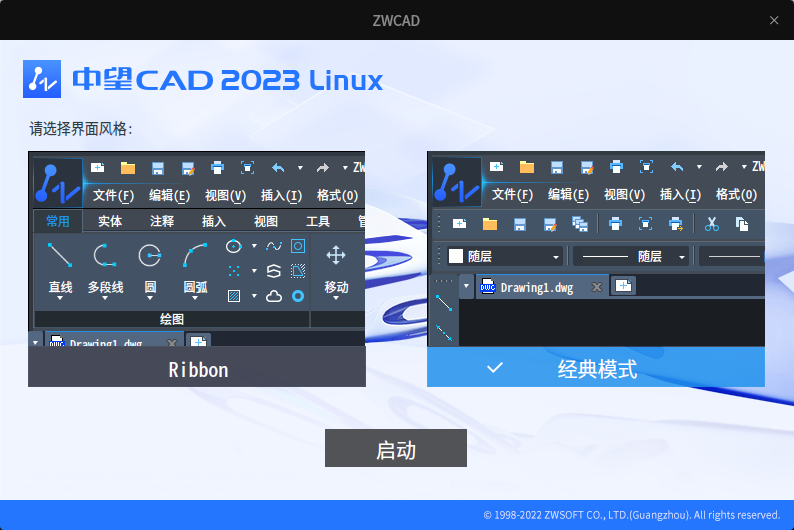 ZWCAD
中望CAD 2023 Linux
请选择界面风格:
文件(F) 编辑(E) 视图(V) 插入(I) 格式(O)
常用 实体 注释 插入 视图 工具
直线 多段线 圆 圆弧 移动
绘图
Drawing1.dwg
Ribbon
ZW
文件(F) 编辑(E) 视图(V) 插入(I) 格式(O)
随层 随层
DWG Drawing1.dwg
经典模式
启动
© 1998-2022 ZWSOFT CO., LTD.(Guangzhou). All rights reserved.